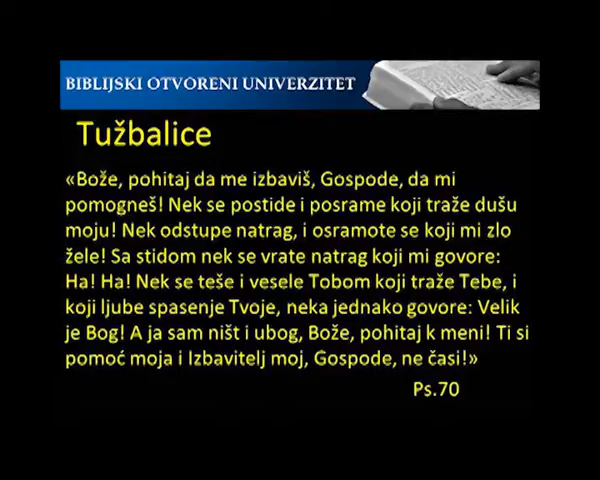 BIBLIJSKI OTVORENI UNIVERZITET
Tužbalice
«Bože, pohitaj da me izbaviš, Gospode, da mi
pomogneš! Nek se postide i posrame koji traže dušu
moju! Nek odstupe natrag, i osramote se koji mi zlo
žele! Sa stidom nek se vrate natrag koji mi govore:
Ha! Ha! Nek se teše i vesele Tobom koji traže Tebe, i
koji ljube spasenje Tvoje, neka jednako govore: Velik
je Bog! A ja sam ništ i ubog, Bože, pohitaj k meni! Ti si
pomoć moja i Izbavitelj moj, Gospode, ne časi!»
Ps.70